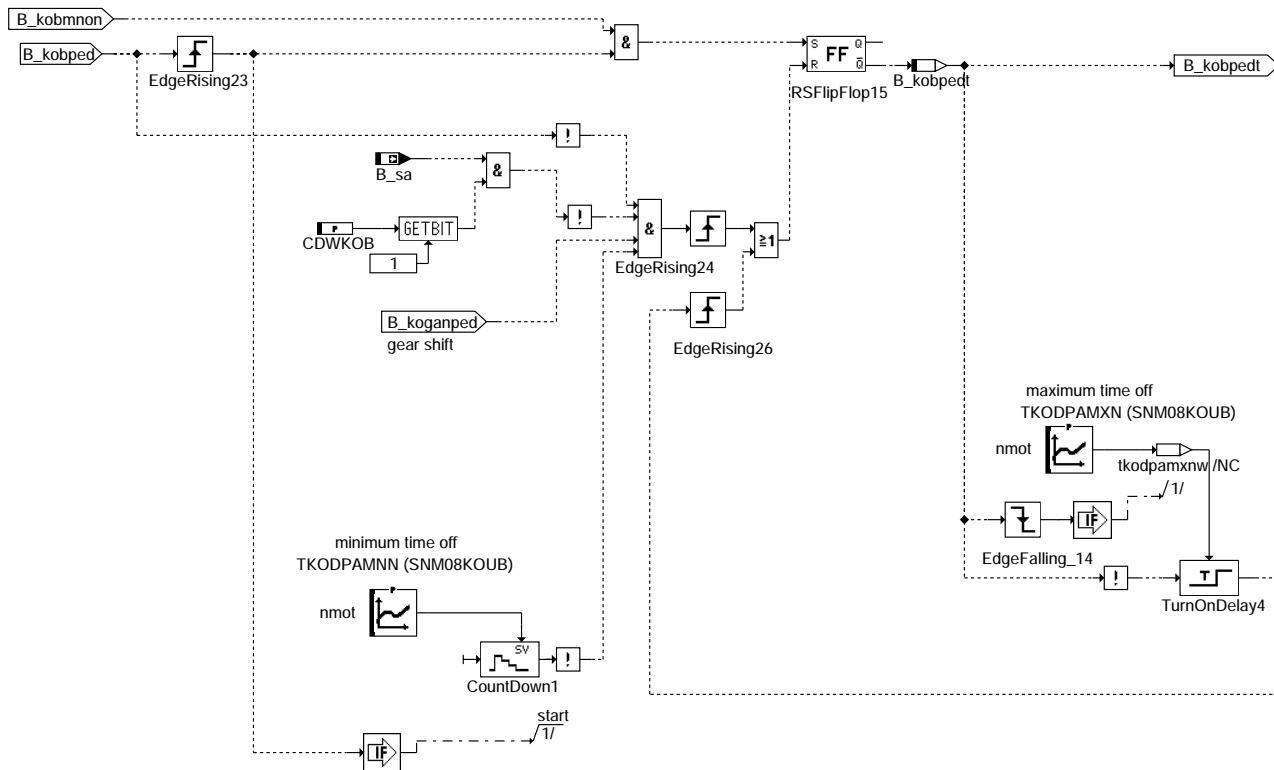 B_kobmnon
B_kobped
EdgeRising23
&
S Q
R Q
FF
RSFlipFlop15
B_kobpedt
B_kobpedt
!
B_sa
&
CDWKOB
P
GETBIT
1
!
&
EdgeRising24
≧1
B_koganped
gear shift
EdgeRising26
maximum time off
TKODPAMXN (SNM08KOUB)
P
nmot
tkodpamxnw /NC
1/
IF
EdgeFalling_14
!
T
TurnOnDelay4
minimum time off
TKODPAMNN (SNM08KOUB)
P
nmot
SV
!
CountDown1
start
1/
IF